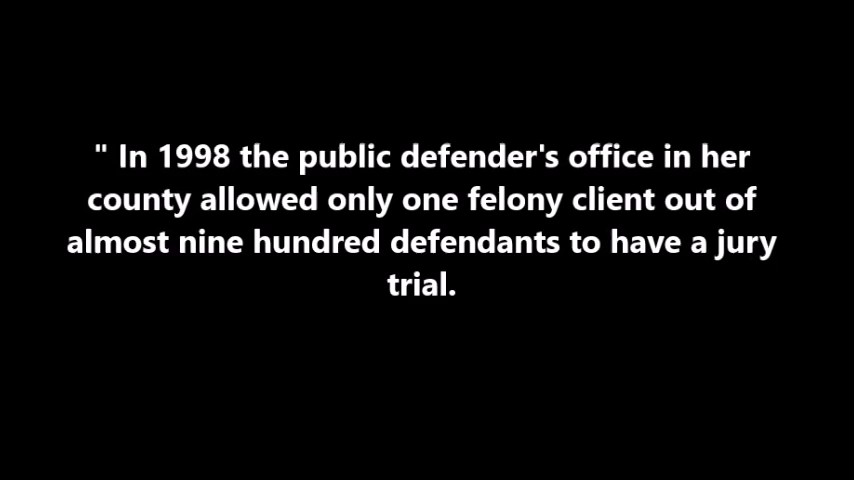 " In 1998 the public defender's office in her
county allowed only one felony client out of
almost nine hundred defendants to have a jury
trial.